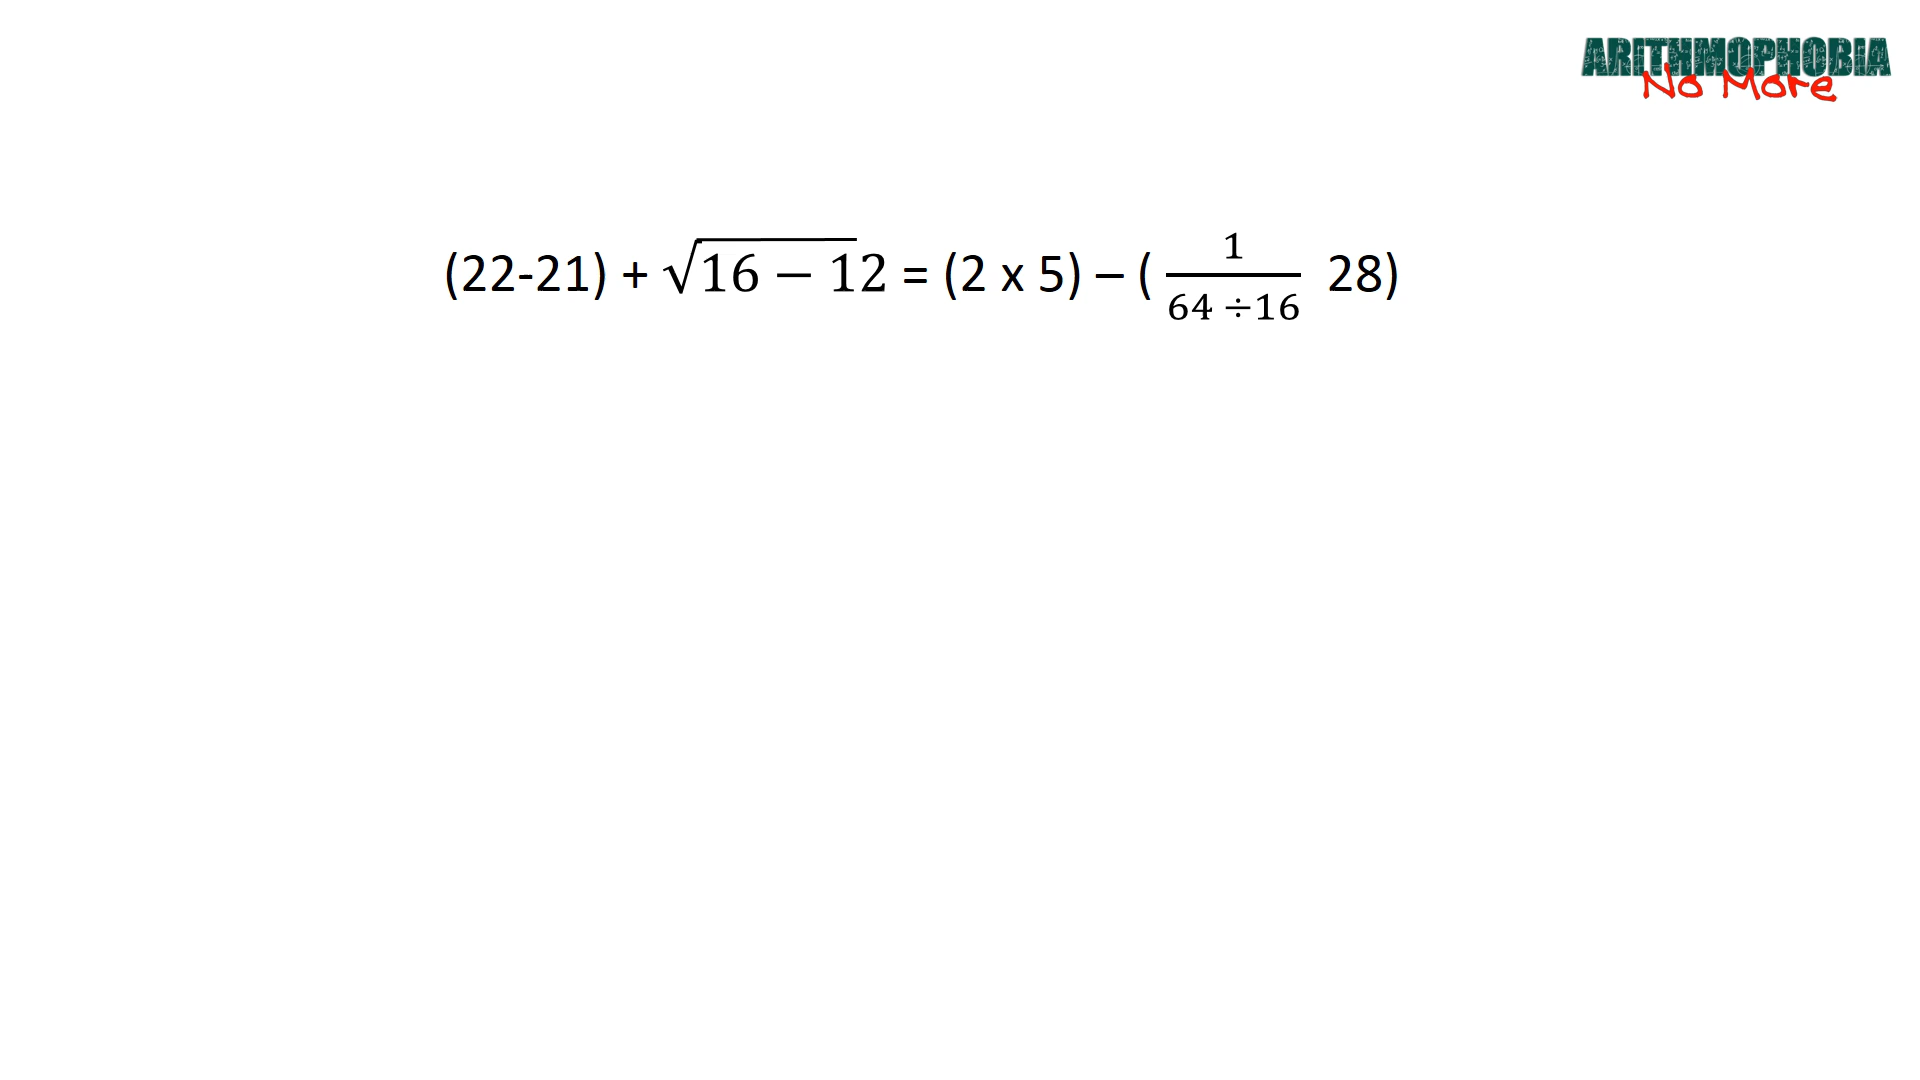 ARITHMOPHOBIA
No More
(22-21) + √16 − 12 = (2 x 5) – ( 1/64 ÷16 28)